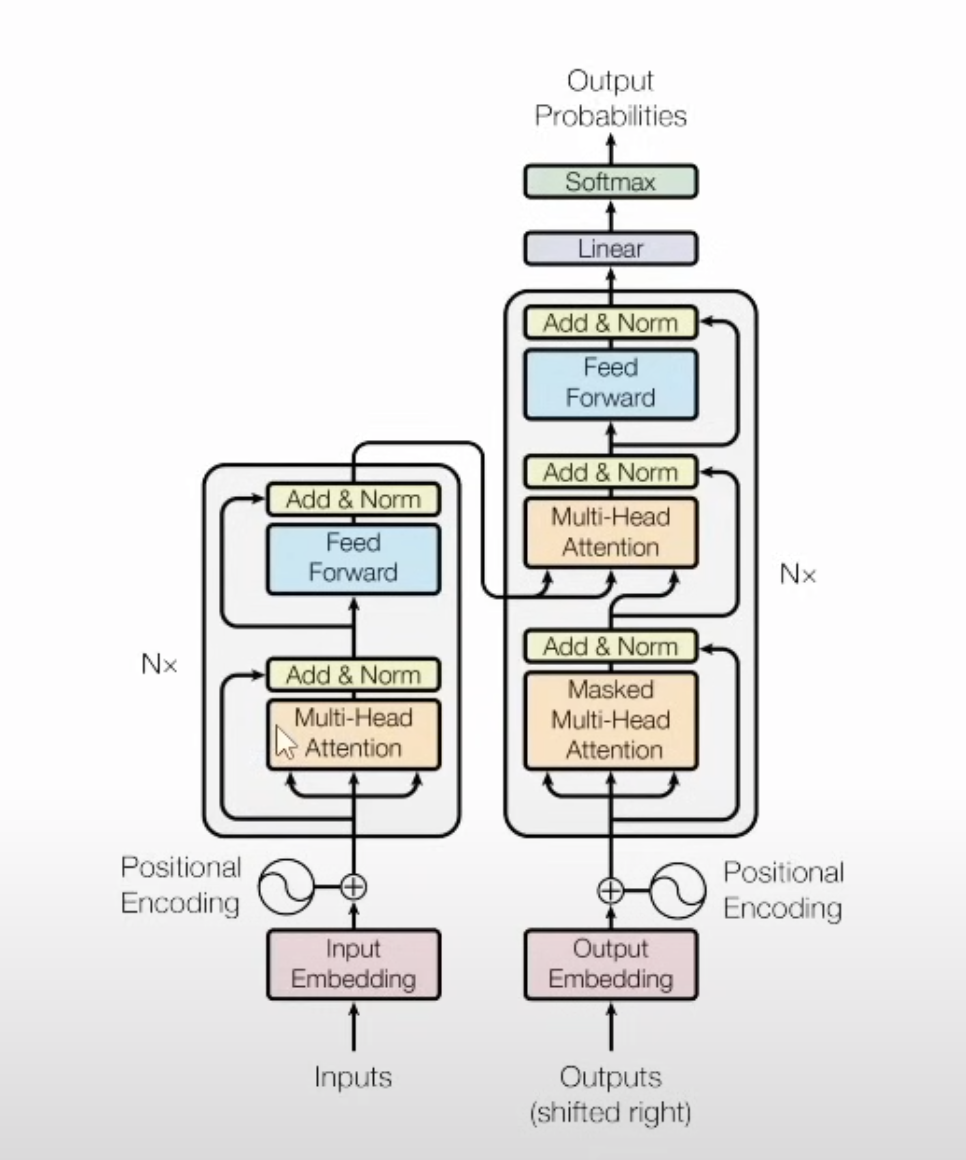 Output
Probabilities
Softmax
Linear
Add & Norm
Feed
Forward
Add & Norm
Multi-Head
Attention
Add & Norm
Masked
Multi-Head
Attention
Nx
Positional
Encoding
Output
Embedding
Outputs
(shifted right)
Add & Norm
Feed
Forward
Add & Norm
Multi-Head
Attention
Nx
Positional
Encoding
Input
Embedding
Inputs